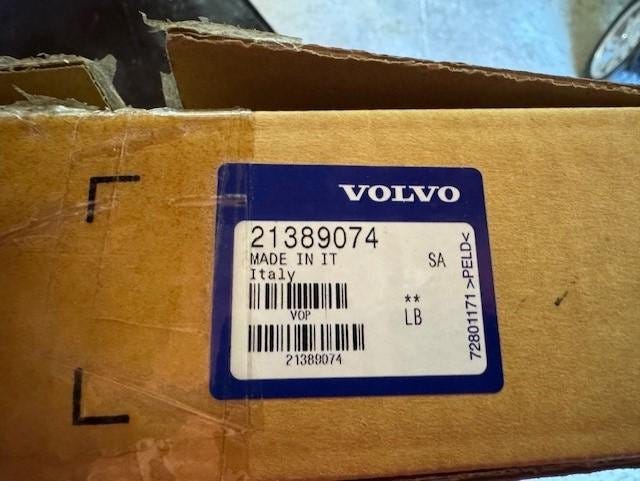 VOLVO
21389074
MADE IN IT
SA
Italy
**
VOP
LB
21389074
72801171 >PELD<